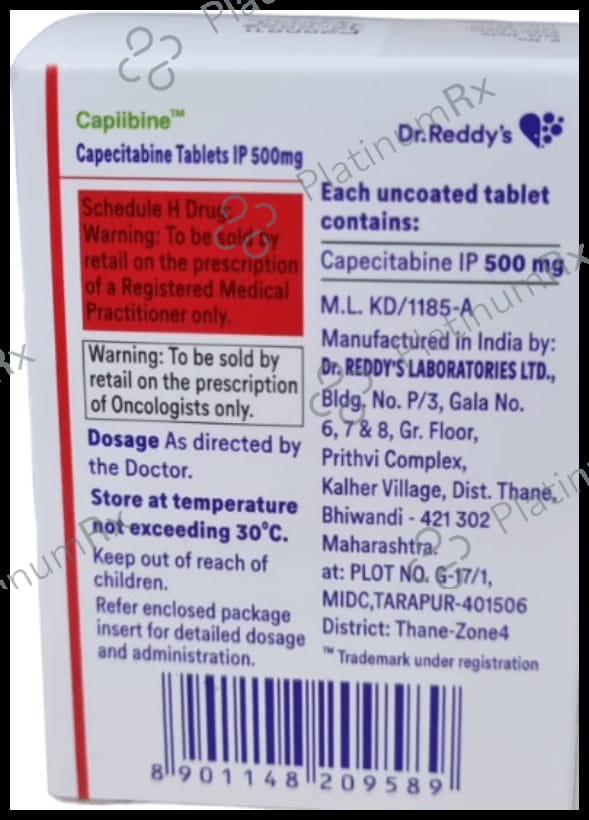 Capiibine™
Capecitabine Tablets IP 500mg
Schedule H Drug:
Warning: To be sold by
retail on the prescription
of a Registered Medical
Practitioner only.
Warning: To be sold by
retail on the prescription
of Oncologists only.
Dosage As directed by
the Doctor.
Store at temperature
not exceeding 30°C.
Keep out of reach of
children.
Refer enclosed package
insert for detailed dosage
and administration.
Dr.Reddy's
Each uncoated tablet
contains:
Capecitabine IP 500 mg
M.L. KD/1185-A
Manufactured in India by:
Dr. REDDY'S LABORATORIES LTD.,
Bldg. No. P/3, Gala No.
6, 7 & 8, Gr. Floor,
Prithvi Complex,
Kalher Village, Dist. Thane,
Bhiwandi - 421 302
Maharashtra.
at: PLOT NO. G-17/1,
MIDC,TARAPUR-401506
District: Thane-Zone4
™ Trademark under registration
8 901148 209589
PlatinumRx
PlatinumRx
PlatinumRx